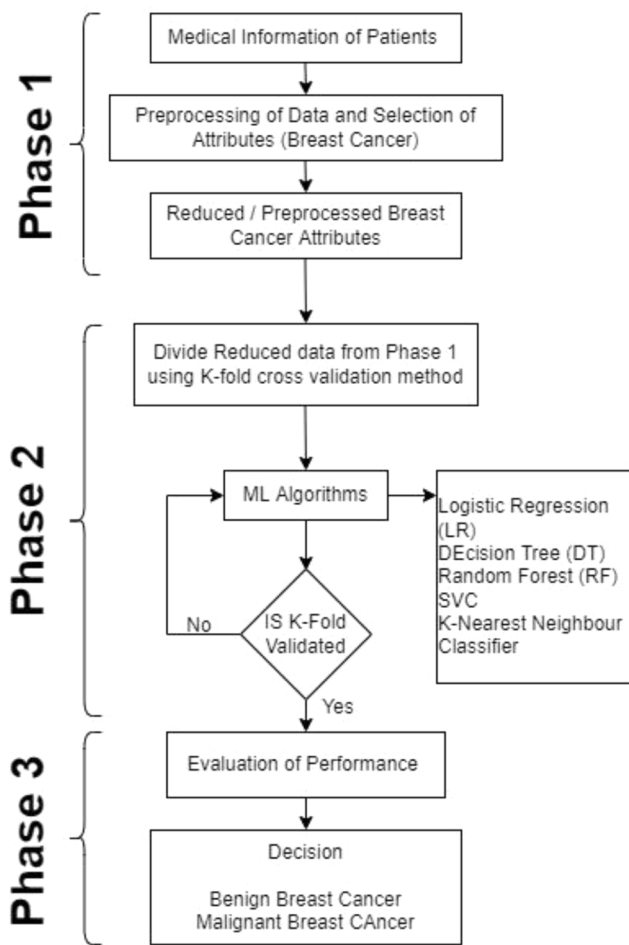 Phase 1
Medical Information of Patients
Preprocessing of Data and Selection of
Attributes (Breast Cancer)
Reduced / Preprocessed Breast
Cancer Attributes
Phase 2
Divide Reduced data from Phase 1
using K-fold cross validation method
ML Algorithms
Logistic Regression
(LR)
DEcision Tree (DT)
Random Forest (RF)
SVC
K-Nearest Neighbour
Classifier
IS K-Fold
Validated
No
Yes
Phase 3
Evaluation of Performance
Decision
Benign Breast Cancer
Malignant Breast CAncer